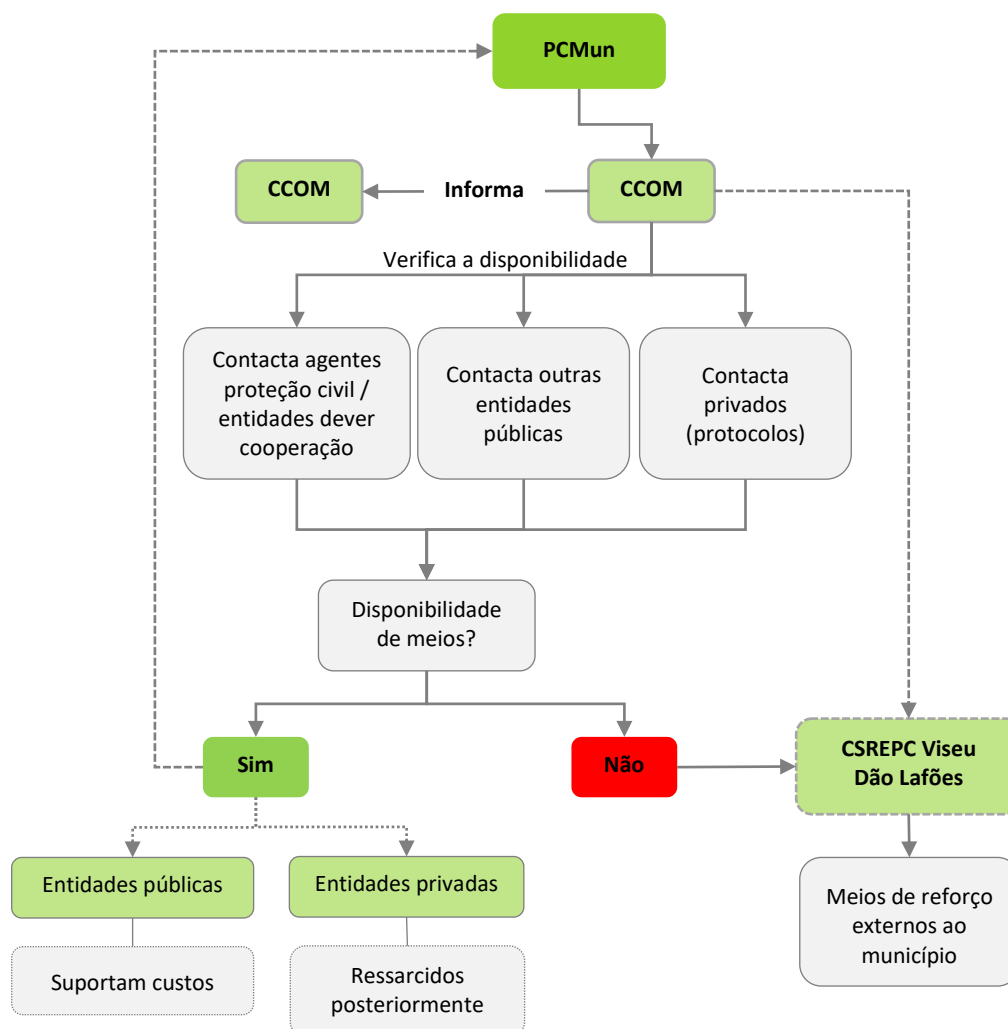 PCMun
CCOM
Informa
CCOM
Verifica a disponibilidade
Contacta agentes
proteção civil /
entidades dever
cooperação
Contacta outras
entidades
públicas
Contacta
privados
(protocolos)
Disponibilidade
de meios?
Sim
Não
CSREPC Viseu
Dão Lafões
Entidades públicas
Entidades privadas
Meios de reforço
externos ao
município
Suportam custos
Ressarcidos
posteriormente